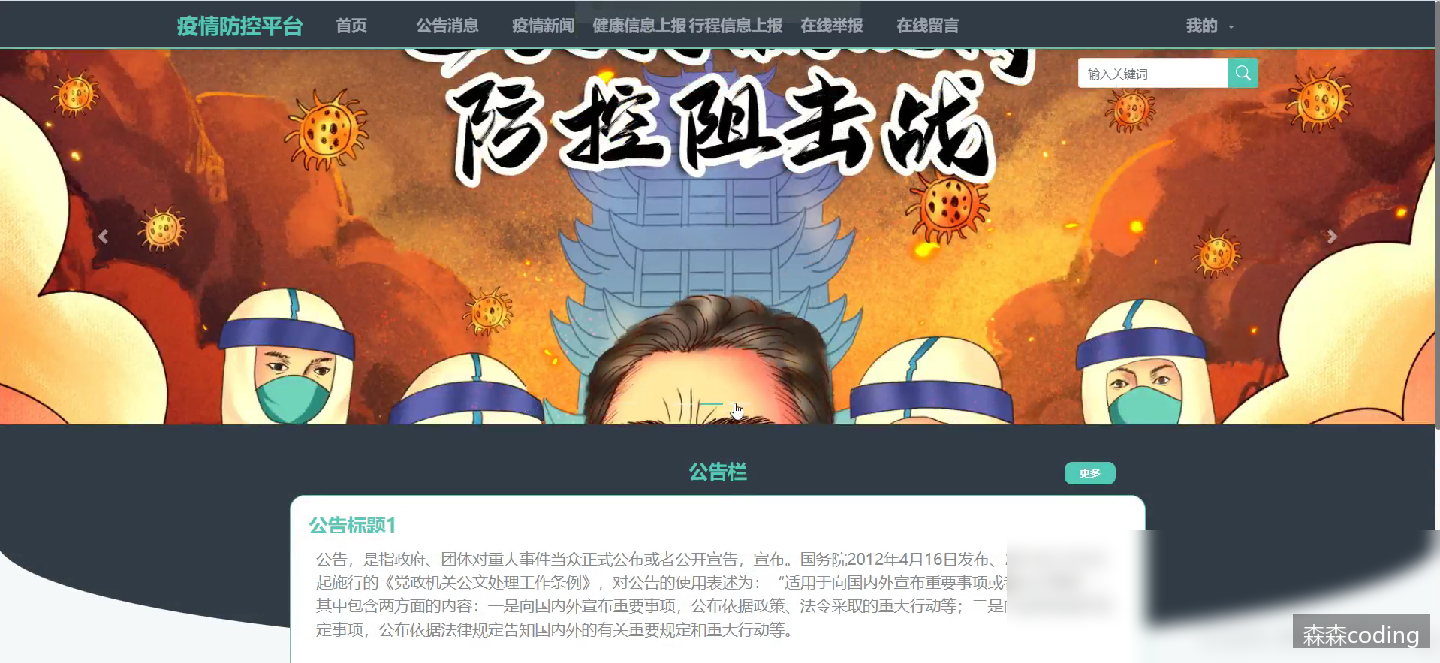 疫情防控平台 首页 公告消息 疫情新闻 健康信息上报 行程信息上报 在线举报 在线留言 我的
输入关键词
防控阻击战
公告栏
更多
公告标题1
公告，是指政府、团体对重大事件当众正式公布或者公开宣告，宣布。国务院2012年4月16日发布、
起施行的《党政机关公文处理工作条例》，对公告的使用表述为：“适用于向国内外宣布重要事项或
其中包含两方面的内容：一是向国内外宣布重要事项，公布依据政策、法令采取的重大行动等；二是
定事项，公布依据法律规定告知国内外的有关重要规定和重大行动等。
森森coding